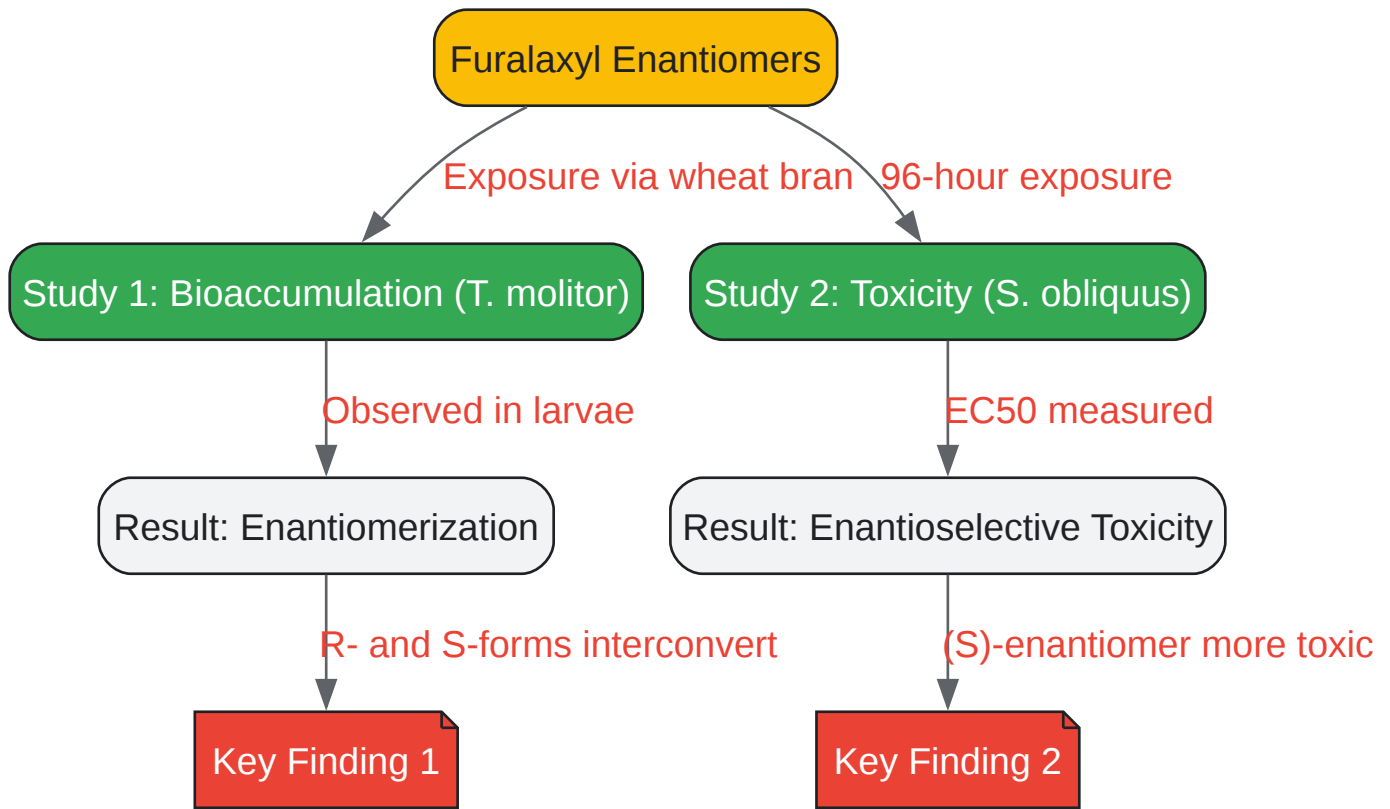 Furalaxyl Enantiomers
Exposure via wheat bran
96-hour exposure
Study 1: Bioaccumulation (T. molitor)
Study 2: Toxicity (S. obliquus)
Observed in larvae
EC50 measured
Result: Enantiomerization
Result: Enantioselective Toxicity
R- and S-forms interconvert
(S)-enantiomer more toxic
Key Finding 1
Key Finding 2